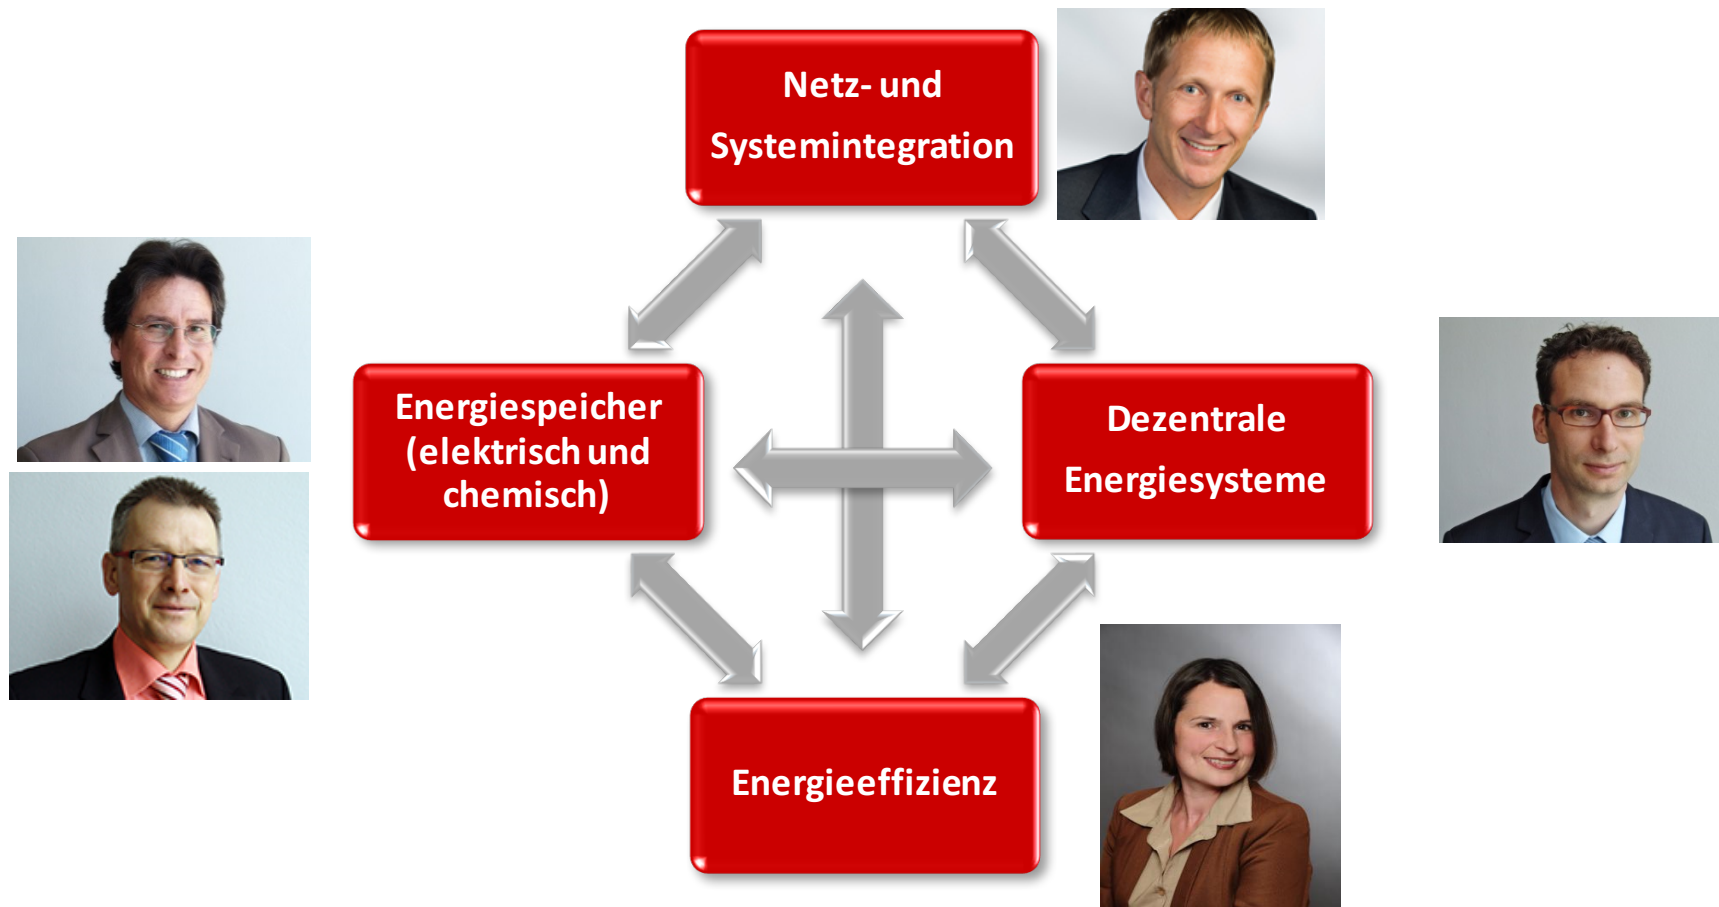 Netz- und
Systemintegration
Energiespeicher
(elektrisch und
chemisch)
Dezentrale
Energiesysteme
Energieeffizienz